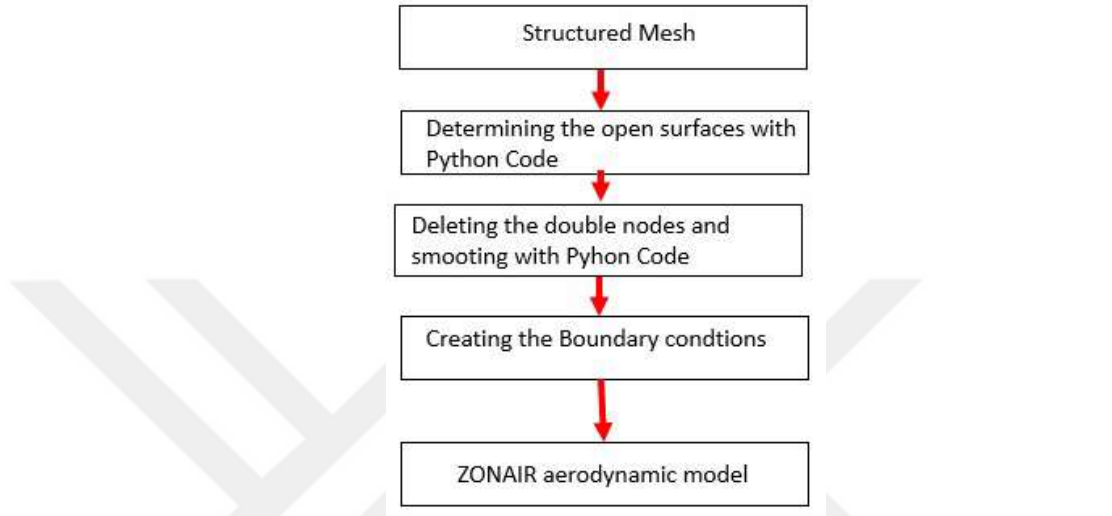 Structured Mesh
Determining the open surfaces with
Python Code
Deleting the double nodes and
smooting with Pyhon Code
Creating the Boundary condtions
ZONAIR aerodynamic model